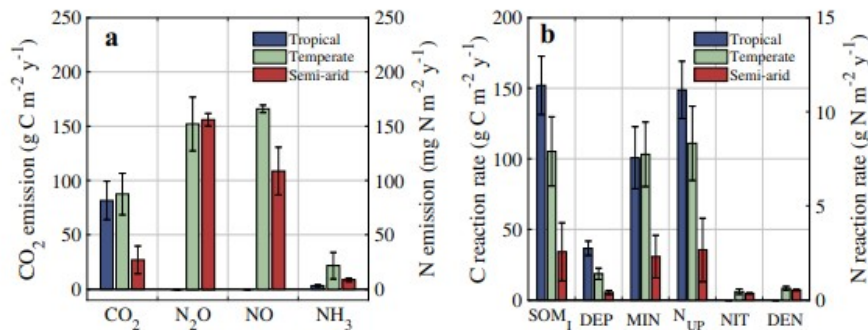 250
200
150
100
50
0
CO₂ emission (g C m⁻² y⁻¹)
a
Tropical
Temperate
Semi-arid
250
200
150
100
50
0
N emission (mg N m⁻² y⁻¹)
CO₂ N₂O NO NH₃
200
150
100
50
0
C reaction rate (g C m⁻² y⁻¹)
b
Tropical
Temperate
Semi-arid
15
10
5
0
N reaction rate (g N m⁻² y⁻¹)
SOM_I DEP MIN N_UP NIT DEN